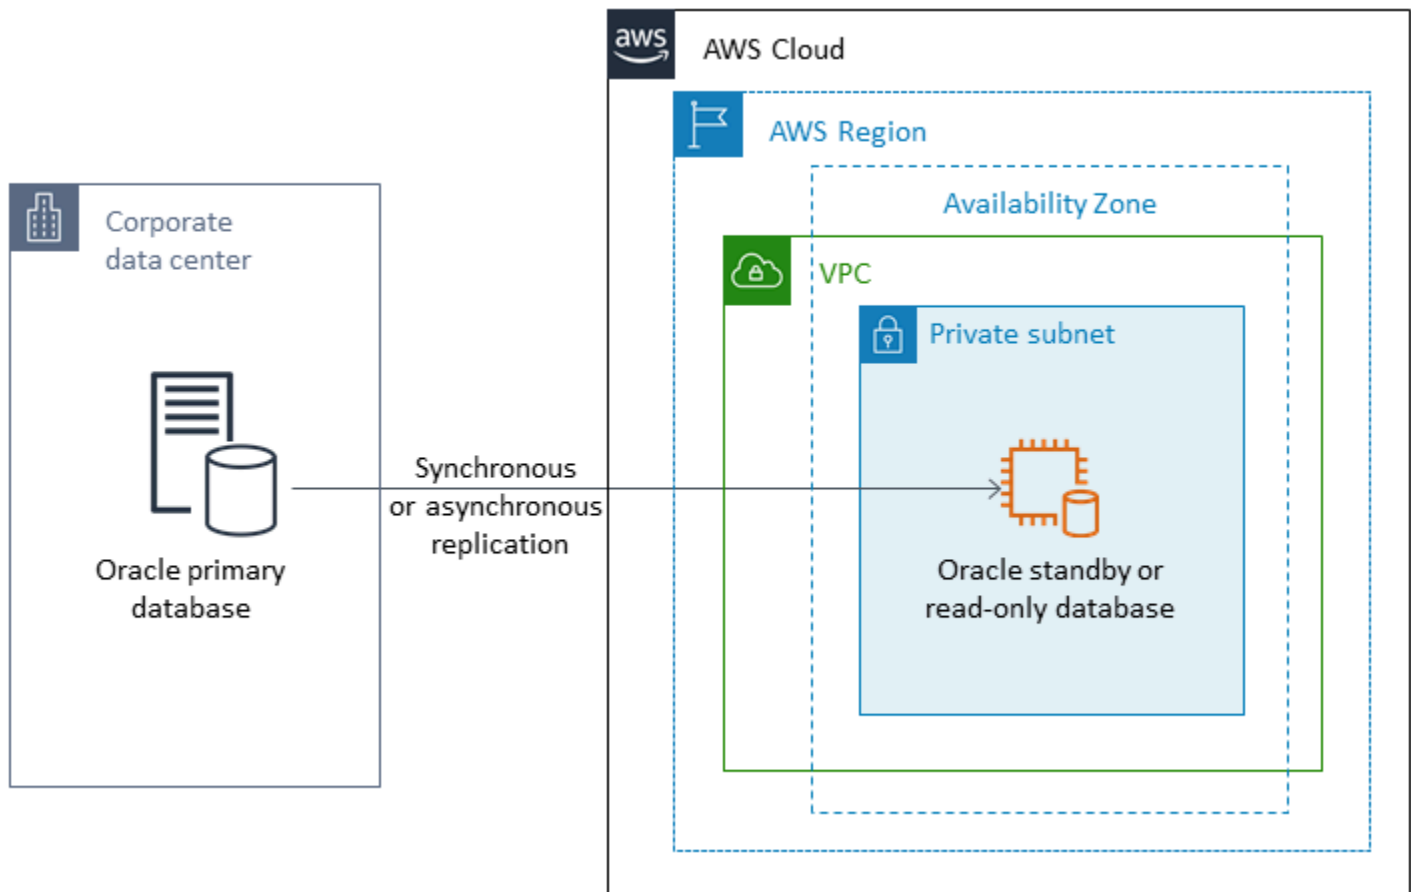 aws
AWS Cloud
AWS Region
Availability Zone
Corporate
data center
VPC
Private subnet
Synchronous
or asynchronous
replication
Oracle primary
database
Oracle standby or
read-only database